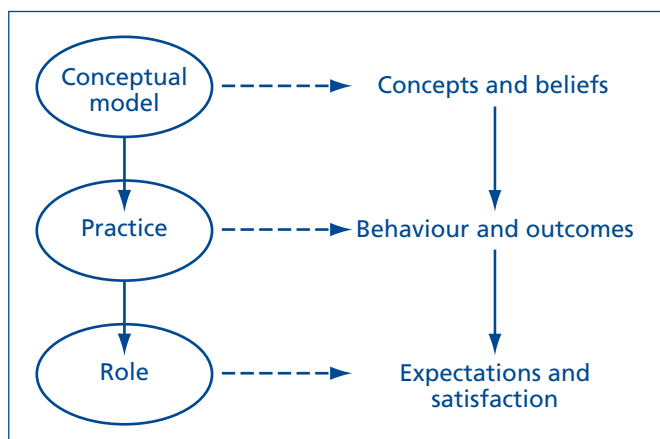 Conceptual
model
Concepts and beliefs
Practice
Behaviour and outcomes
Role
Expectations and
satisfaction